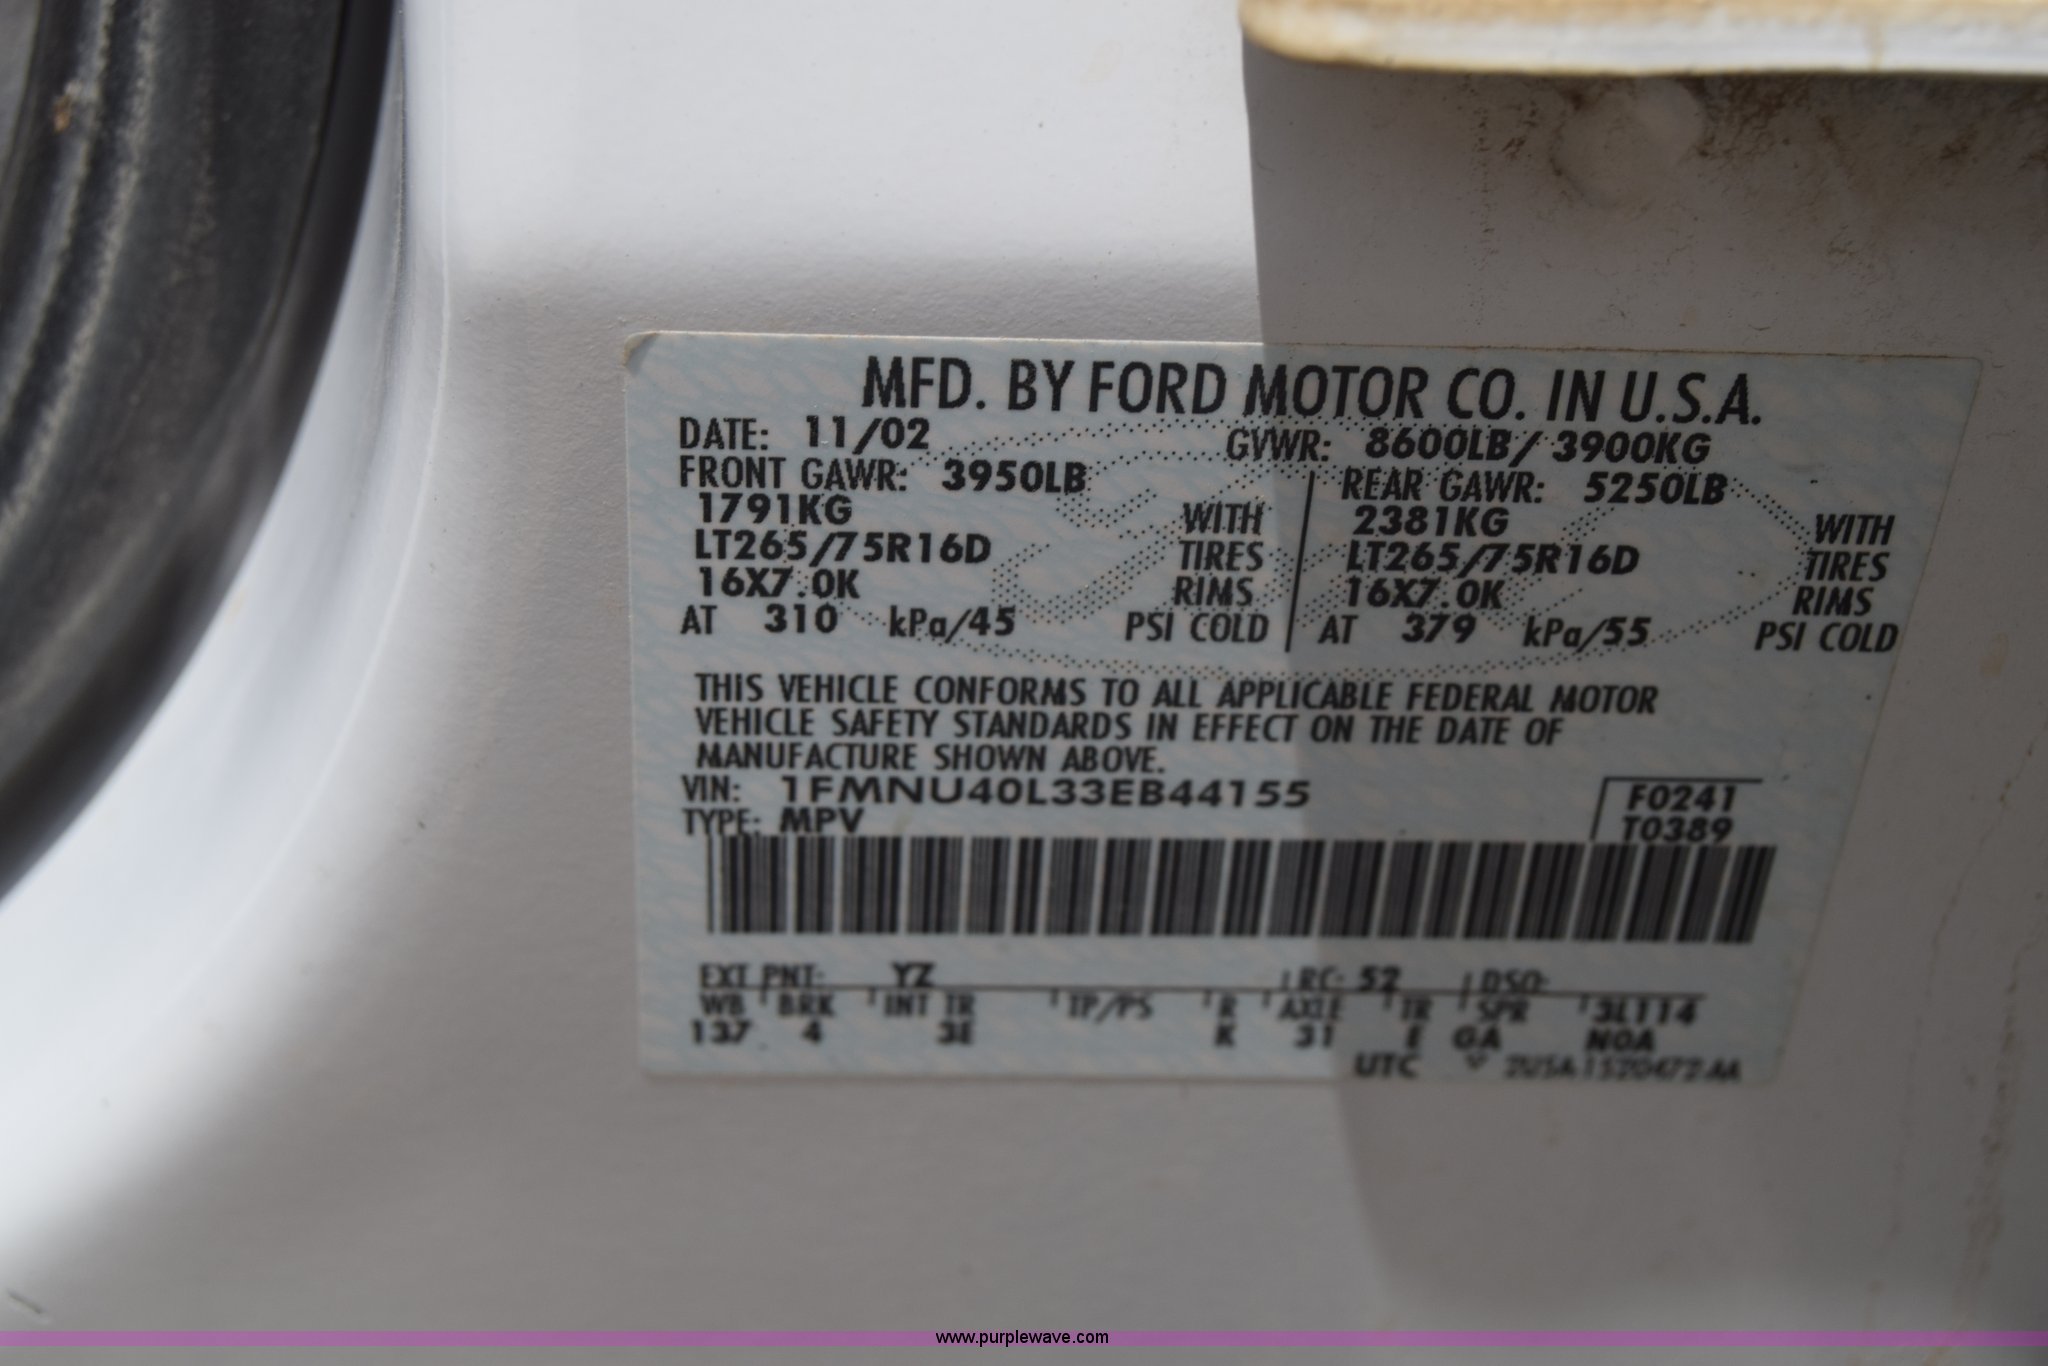 MFD. BY FORD MOTOR CO. IN U.S.A.
DATE: 11/02 GVWR: 8600LB/ 3900KG
FRONT GAWR: 3950LB REAR GAWR: 5250LB
1791KG WITH 2381KG WITH
LT265/75R16D TIRES LT265/75R16D TIRES
16X7.0K RIMS 16X7.0K RIMS
AT 310 kPa/45 PSI COLD AT 379 kPa/55 PSI COLD
THIS VEHICLE CONFORMS TO ALL APPLICABLE FEDERAL MOTOR
VEHICLE SAFETY STANDARDS IN EFFECT ON THE DATE OF
MANUFACTURE SHOWN ABOVE.
VIN: 1FMNU40L33EB44155 F0241
TYPE: MPV T0389
EXT PNT: YZ RC: 52 DSO:
WB BRK INT TR TP/PS R AXLE TR SPR 3L114
137 4 3E K 31 E GA NOA
UTC
www.purplewave.com